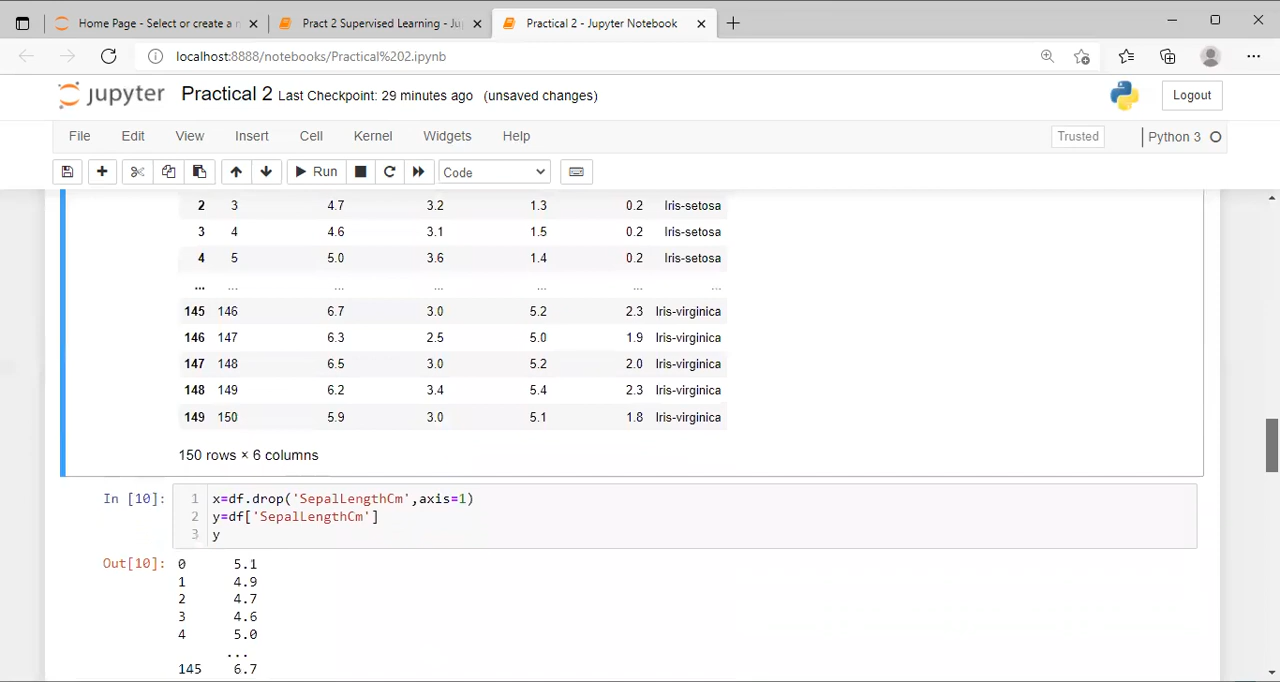 Home Page - Select or create a n
Pract 2 Supervised Learning - Ju
Practical 2 - Jupyter Notebook
localhost:8888/notebooks/Practical%202.ipynb
jupyter Practical 2 Last Checkpoint: 29 minutes ago (unsaved changes)
Logout
File Edit View Insert Cell Kernel Widgets Help
Trusted
Python 3
Run
Code
2 3 4.7 3.2 1.3 0.2 Iris-setosa
3 4 4.6 3.1 1.5 0.2 Iris-setosa
4 5 5.0 3.6 1.4 0.2 Iris-setosa
... ... ... ... ... ... ...
145 146 6.7 3.0 5.2 2.3 Iris-virginica
146 147 6.3 2.5 5.0 1.9 Iris-virginica
147 148 6.5 3.0 5.2 2.0 Iris-virginica
148 149 6.2 3.4 5.4 2.3 Iris-virginica
149 150 5.9 3.0 5.1 1.8 Iris-virginica
150 rows × 6 columns
In [10]: 1 x=df.drop('SepalLengthCm',axis=1)
2 y=df['SepalLengthCm']
3 y
Out[10]: 0 5.1
1 4.9
2 4.7
3 4.6
4 5.0
...
145 6.7